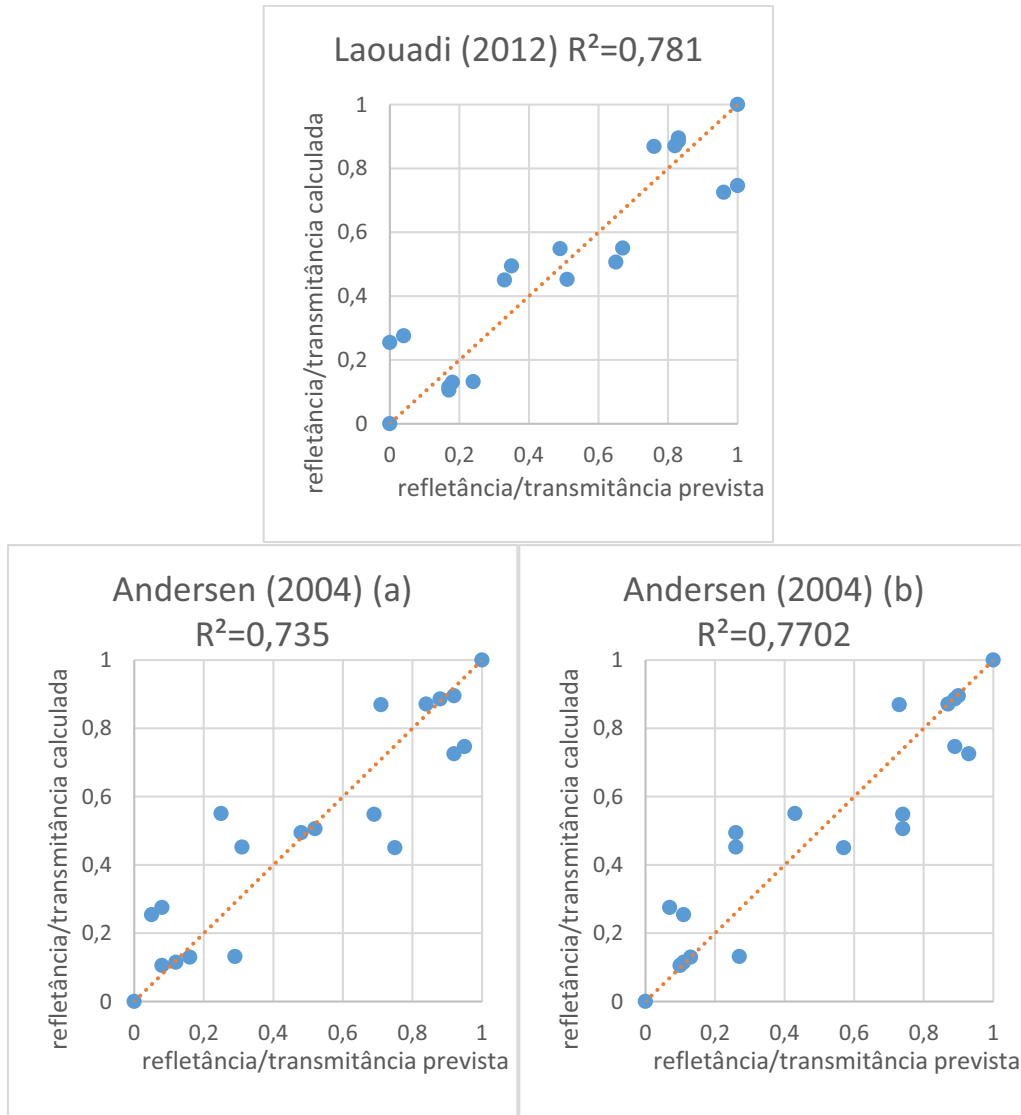 Laouadi (2012) R²=0,781
refletância/transmitância calculada
1
0,8
0,6
0,4
0,2
0
0 0,2 0,4 0,6 0,8 1
refletância/transmitância prevista
Andersen (2004) (a)
R²=0,735
refletância/transmitância calculada
1
0,8
0,6
0,4
0,2
0
0 0,2 0,4 0,6 0,8 1
refletância/transmitância prevista
Andersen (2004) (b)
R²=0,7702
refletância/transmitância calculada
1
0,8
0,6
0,4
0,2
0
0 0,2 0,4 0,6 0,8 1
refletância/transmitância prevista